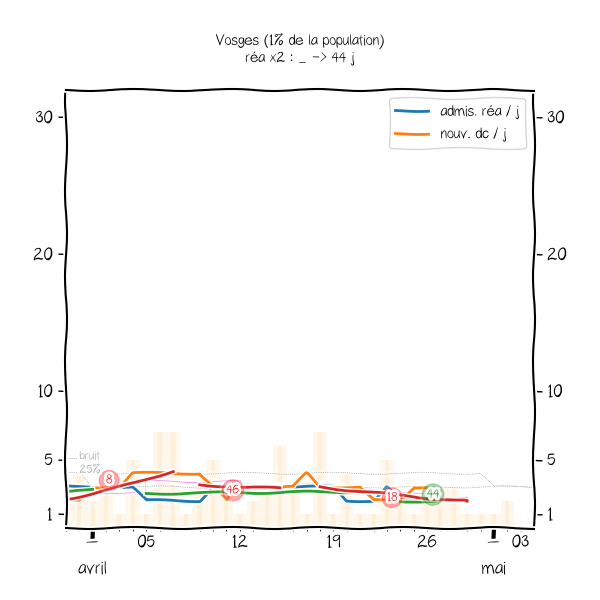 Vosges (1% de la population)
réa x2 : _ -> 44 j
admis. réa / j
nouv. dc / j
30
30
20
20
10
10
5
5
bruit
25%
8
46
18
44
1
1
05
12
19
26
03
avril
mai